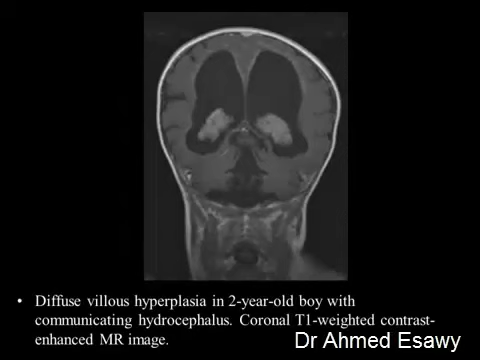 • Diffuse villous hyperplasia in 2-year-old boy with
communicating hydrocephalus. Coronal T1-weighted contrast-
enhanced MR image.
Dr Ahmed Esawy